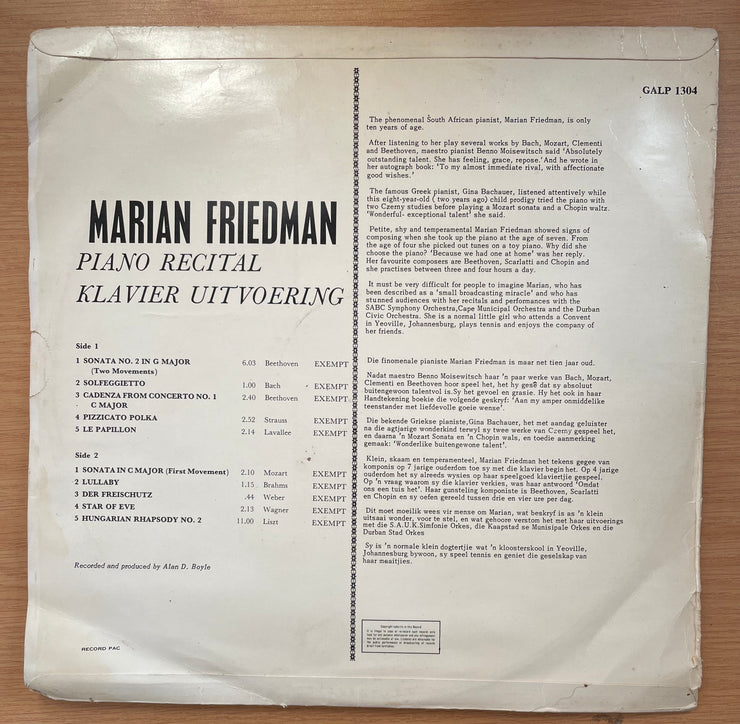 GALP 1304
MARIAN FRIEDMAN
PIANO RECITAL
KLAVIER UITVOERING
Side 1
1 SONATA NO. 2 IN G MAJOR 6.03 Beethoven EXEMPT
(Two Movements)
2 SOLFEGGIETTO 1.00 Bach EXEMPT
3 CADENZA FROM CONCERTO NO. 1 2.40 Beethoven EXEMPT
C MAJOR
4 PIZZICATO POLKA 2.52 Strauss EXEMPT
5 LE PAPILLON 2.14 Lavallee EXEMPT
Side 2
1 SONATA IN C MAJOR (First Movement) 2.10 Mozart EXEMPT
2 LULLABY 1.15 Brahms EXEMPT
3 DER FREISCHUTZ .44 Weber EXEMPT
4 STAR OF EVE 2.13 Wagner EXEMPT
5 HUNGARIAN RHAPSODY NO. 2 11.00 Liszt EXEMPT
Recorded and produced by Alan D. Boyle
RECORD PAC
The phenomenal South African pianist, Marian Friedman, is only
ten years of age.
After listening to her play several works by Bach, Mozart, Clementi
and Beethoven, maestro pianist Benno Moisewitsch said 'Absolutely
outstanding talent. She has feeling, grace, repose.' And he wrote in
her autograph book: 'To my almost immediate rival, with affectionate
good wishes.'
The famous Greek pianist, Gina Bachauer, listened attentively while
this eight-year-old ( two years ago) child prodigy tried the piano with
two Czerny studies before playing a Mozart sonata and a Chopin waltz.
'Wonderful- exceptional talent' she said.
Petite, shy and temperamental Marian Friedman showed signs of
composing when she took up the piano at the age of seven. From
the age of four she picked out tunes on a toy piano. Why did she
choose the piano? 'Because we had one at home' was her reply.
Her favourite composers are Beethoven, Scarlatti and Chopin and
she practises between three and four hours a day.
It must be very difficult for people to imagine Marian, who has
been described as a 'small broadcasting miracle' and who has
stunned audiences with her recitals and performances with the
SABC Symphony Orchestra,Cape Municipal Orchestra and the Durban
Civic Orchestra. She is a normal little girl who attends a Convent
in Yeoville, Johannesburg, plays tennis and enjoys the company of
her friends.
Die finomenale pianiste Marian Friedman is maar net tien jaar oud.
Nadat maestro Benno Moisewitsch haar 'n paar werke van Bach, Mozart,
Clementi en Beethoven hoor speel het, het hy gesê dat sy absoluut
buitengewoon talentvol is.Sy het gevoel en grasie. Hy het ook in haar
Handtekening boekie die volgende geskryf: 'Aan my amper onmiddelike
teenstander met liefdevolle goeie wense'.
Die bekende Griekse pianiste,Gina Bachauer, het met aandag geluister
na die agtjarige wonderkind terwyl sy twee werke van Czerny gespeel het,
en daarna 'n Mozart Sonata en 'n Chopin wals, en toedie aanmerking
gemaak: 'Wonderlike buitengewone talent'.
Klein, skaam en temperamenteel, Marian Friedman het tekens gegee van
komponis op 7 jarige ouderdon toe sy met die klavier begin het. Op 4 jarige
ouderdom het sy alreeds wysies op haar speelgoed klaviertjie gespeel.
Op 'n vraag waarom sy die klavier verkies, was haar antwoord 'Omdat
ons een tuis het'. Haar gunsteling komponiste is Beethoven, Scarlatti
en Chopin en sy oefen gereeld tussen drie en vier ure per dag.
Dit moet moeilik wees vir mense om Marian, wat beskryf is as 'n klein
uitsaai wonder, voor te stel, en wat gehoore verstom het met haar uitvoerings
met die S.A.U.K.Simfonie Orkes, die Kaapstad se Munisipale Orkes en die
Durban Stad Orkes
Sy is 'n normale klein dogtertjie wat 'n kloosterskool in Yeoville,
Johannesburg bywoon, sy speel tennis en geniet die geselskap van
haar maaitjies.